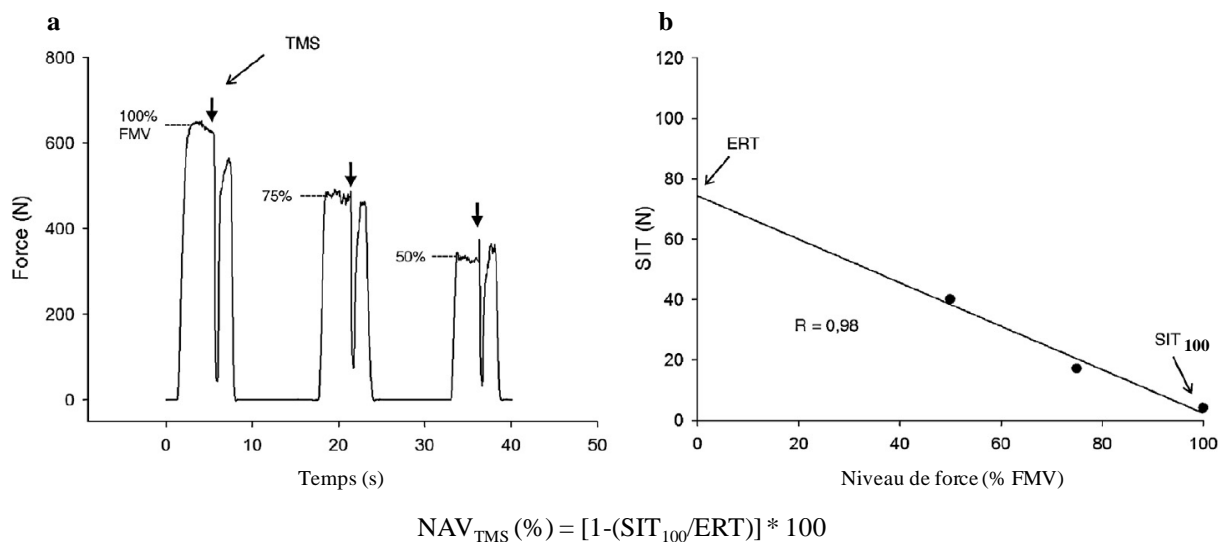 a
TMS
800
600
400
200
0
Force (N)
100%
FMV
75%
50%
0 10 20 30 40 50
Temps (s)
b
120
100
80
60
40
20
0
SIT (N)
ERT
R = 0,98
SIT 100
0 20 40 60 80 100
Niveau de force (% FMV)
NAVTMS (%) = [1-(SIT100/ERT)] * 100